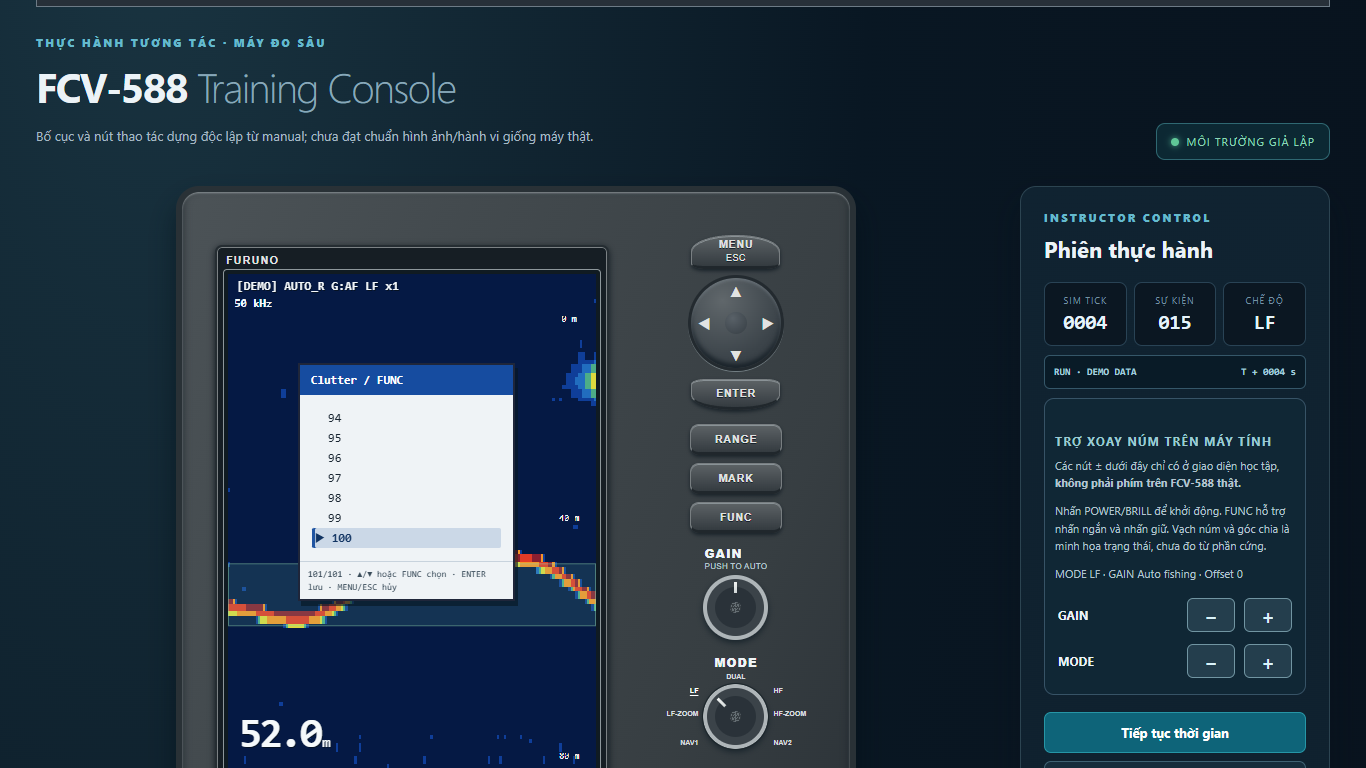 THỰC HÀNH TƯƠNG TÁC · MÁY ĐO SÂU
FCV-588 Training Console
Bố cục và nút thao tác dựng độc lập từ manual; chưa đạt chuẩn hình ảnh/hành vi giống máy thật.
MÔI TRƯỜNG GIẢ LẬP
FURUNO
[DEMO] AUTO_R G:AF LF x1
50 kHz
0 m
Clutter / FUNC
94
95
96
97
98
99
▶ 100
101/101 · ▲/▼ hoặc FUNC chọn · ENTER
lưu · MENU/ESC hủy
40 m
52.0m
80 m
MENU
ESC
▲
◀ ▶
▼
ENTER
RANGE
MARK
FUNC
GAIN
PUSH TO AUTO
MODE
DUAL
LF HF
LF-ZOOM HF-ZOOM
NAV1 NAV2
INSTRUCTOR CONTROL
Phiên thực hành
SIM TICK
0004
SỰ KIỆN
015
CHẾ ĐỘ
LF
RUN · DEMO DATA T + 0004 s
TRỢ XOAY NÚM TRÊN MÁY TÍNH
Các nút ± dưới đây chỉ có ở giao diện học tập,
không phải phím trên FCV-588 thật.
Nhấn POWER/BRILL để khởi động. FUNC hỗ trợ
nhấn ngắn và nhấn giữ. Vạch núm và góc chia là
minh họa trạng thái, chưa đo từ phần cứng.
MODE LF · GAIN Auto fishing · Offset 0
GAIN − +
MODE − +
Tiếp tục thời gian